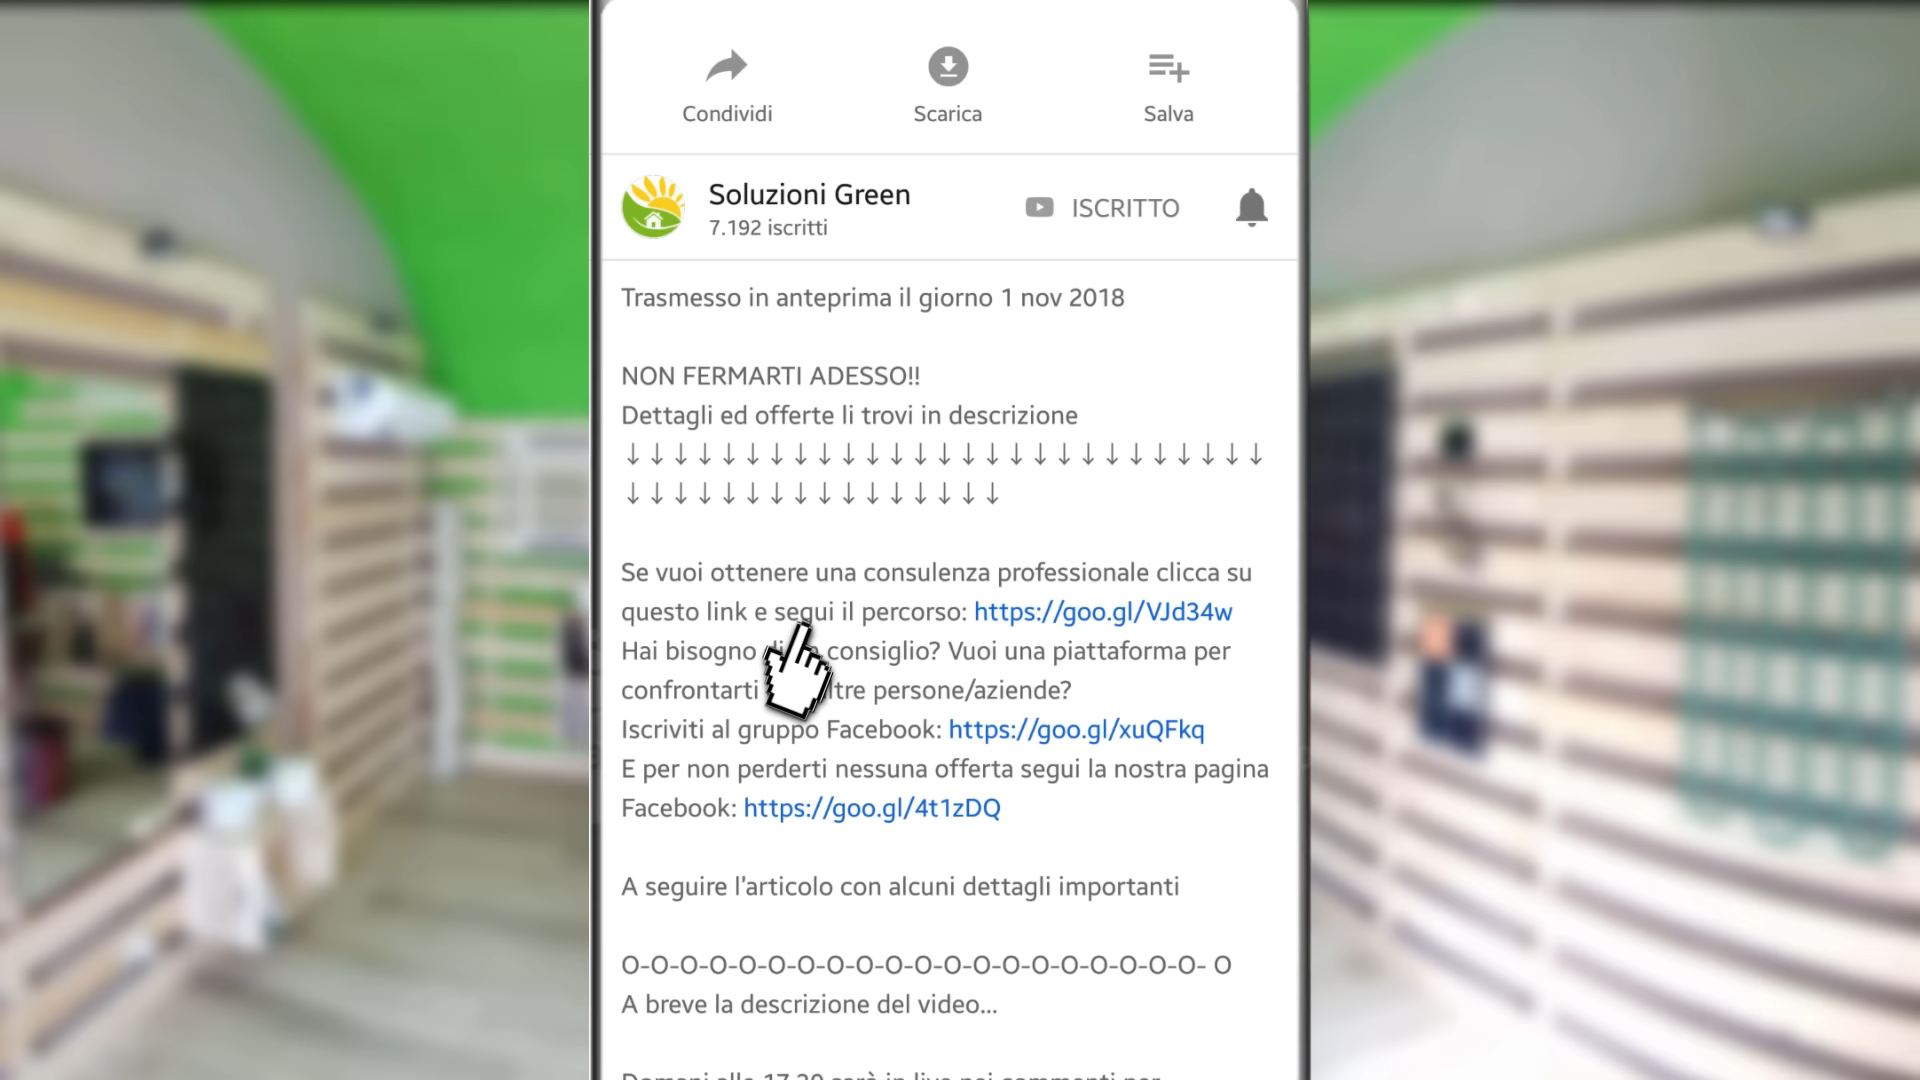 Condividi
Scarica
Salva
Soluzioni Green
7.192 iscritti
ISCRITTO
Trasmesso in anteprima il giorno 1 nov 2018
NON FERMARTI ADESSO!!
Dettagli ed offerte li trovi in descrizione
↓↓↓↓↓↓↓↓↓↓↓↓↓↓↓↓↓↓↓↓↓↓↓↓↓↓↓
↓↓↓↓↓↓↓↓↓↓↓↓↓↓↓↓
Se vuoi ottenere una consulenza professionale clicca su
questo link e segui il percorso: https://goo.gl/VJd34w
Hai bisogno consiglio? Vuoi una piattaforma per
confrontarti persone/aziende?
Iscriviti al gruppo Facebook: https://goo.gl/xuQFkq
E per non perderti nessuna offerta segui la nostra pagina
Facebook: https://goo.gl/4t1zDQ
A seguire l'articolo con alcuni dettagli importanti
O-O-O-O-O-O-O-O-O-O-O-O-O-O-O-O-O-O-O-O- O
A breve la descrizione del video...